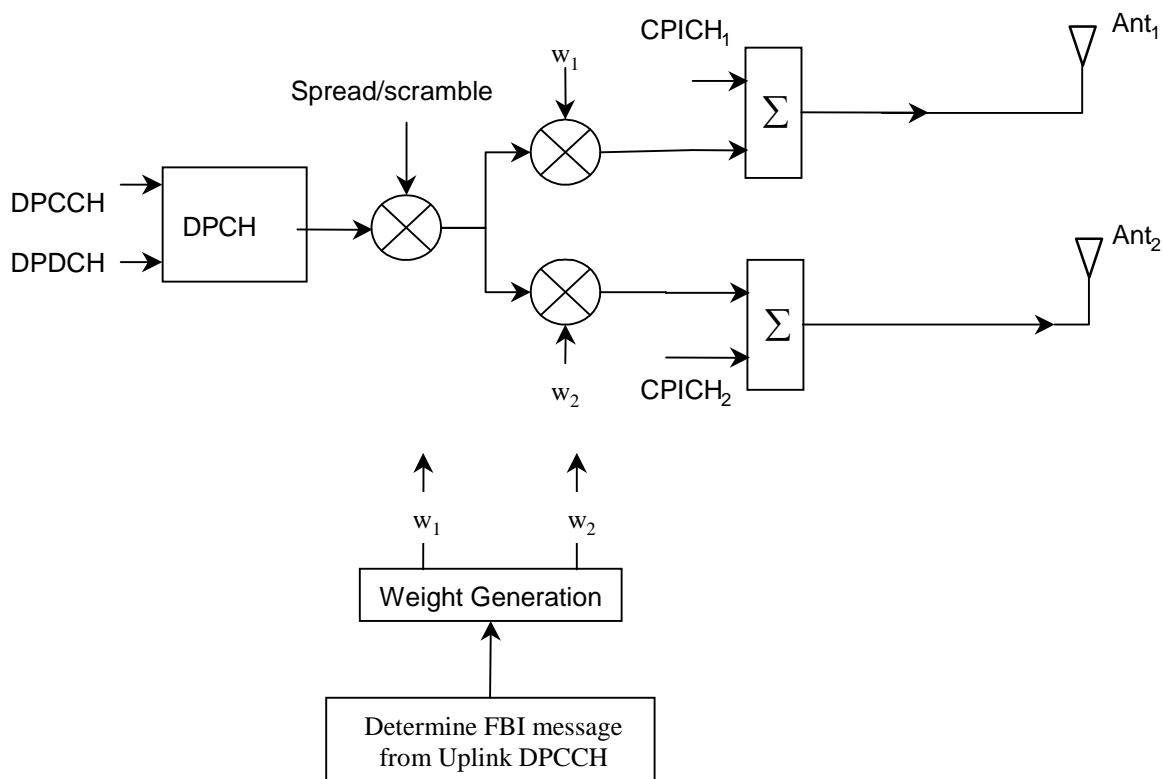 Ant1
CPICH1
w1
Spread/scramble
Σ
DPCCH
DPCH
DPDCH
Ant2
Σ
w2
CPICH2
w1
w2
Weight Generation
Determine FBI message
from Uplink DPCCH